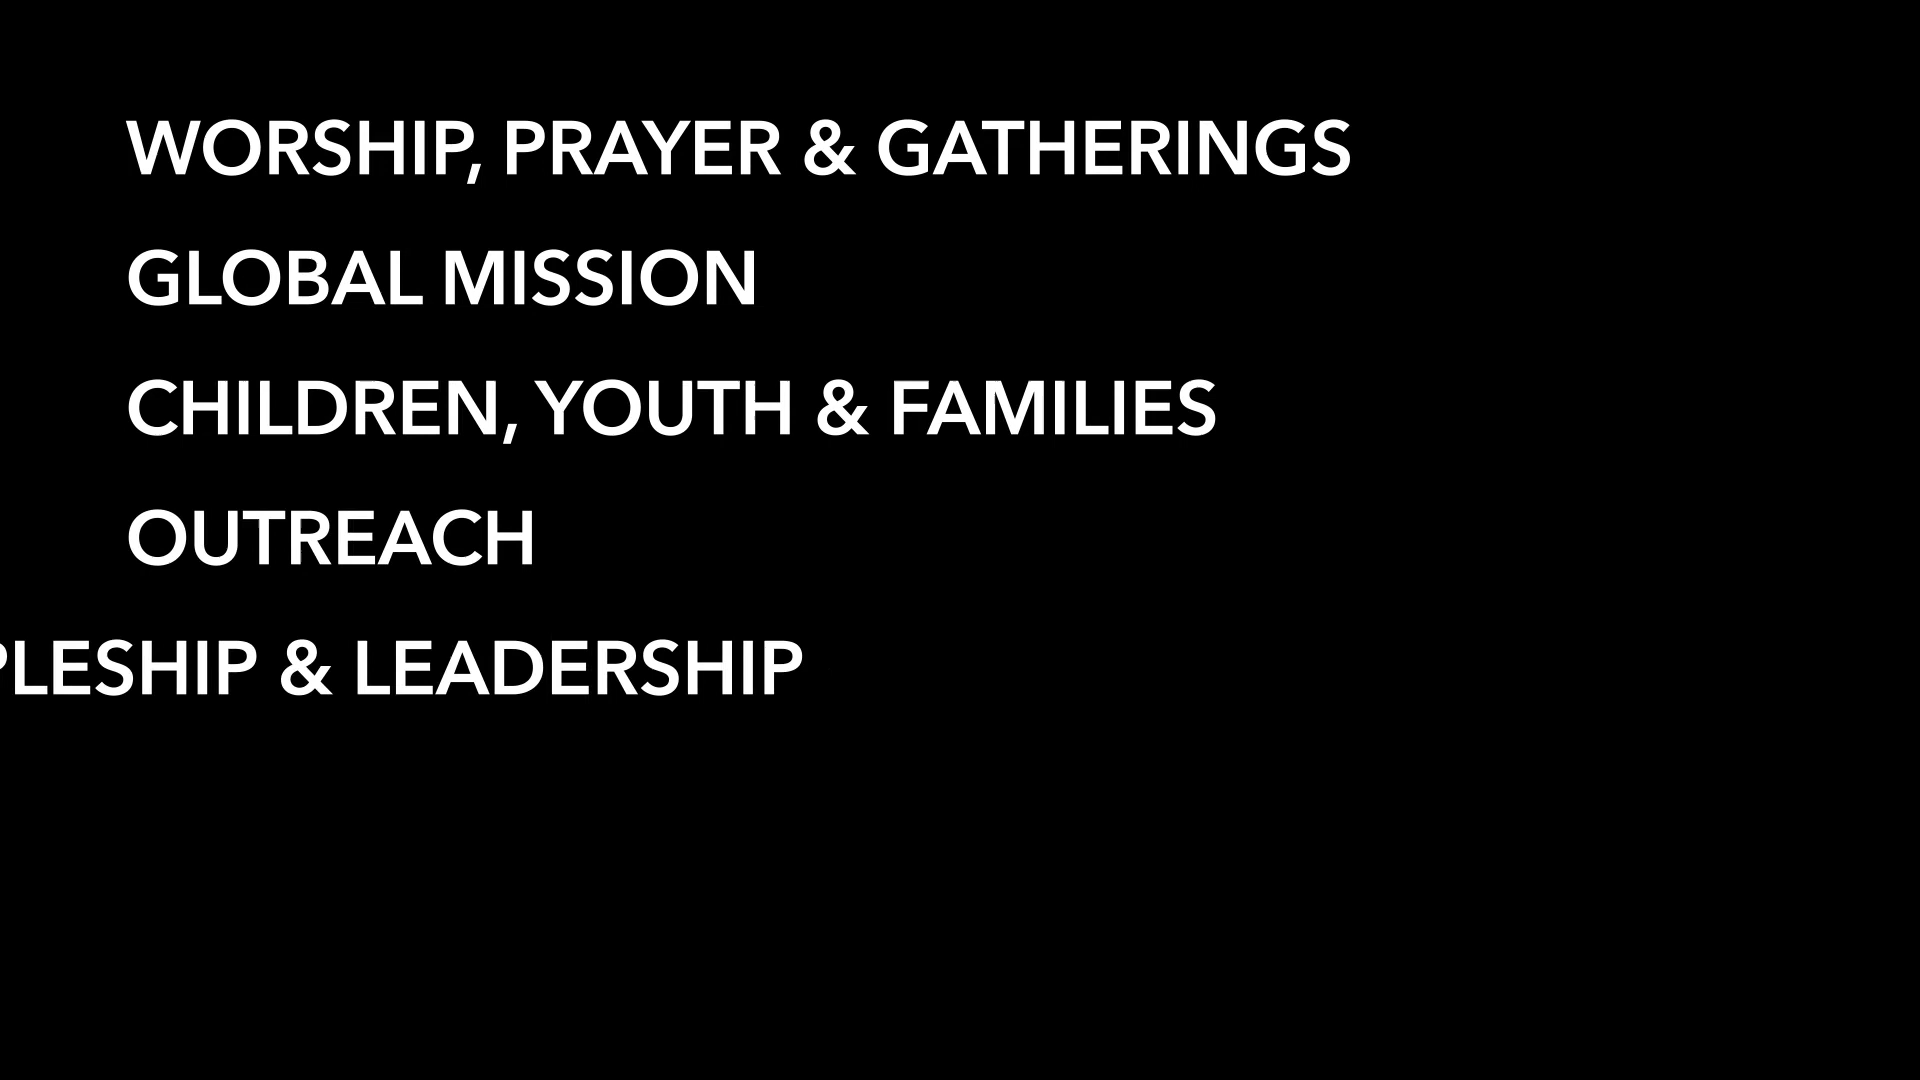 WORSHIP, PRAYER & GATHERINGS
GLOBAL MISSION
CHILDREN, YOUTH & FAMILIES
OUTREACH
PLESHIP & LEADERSHIP